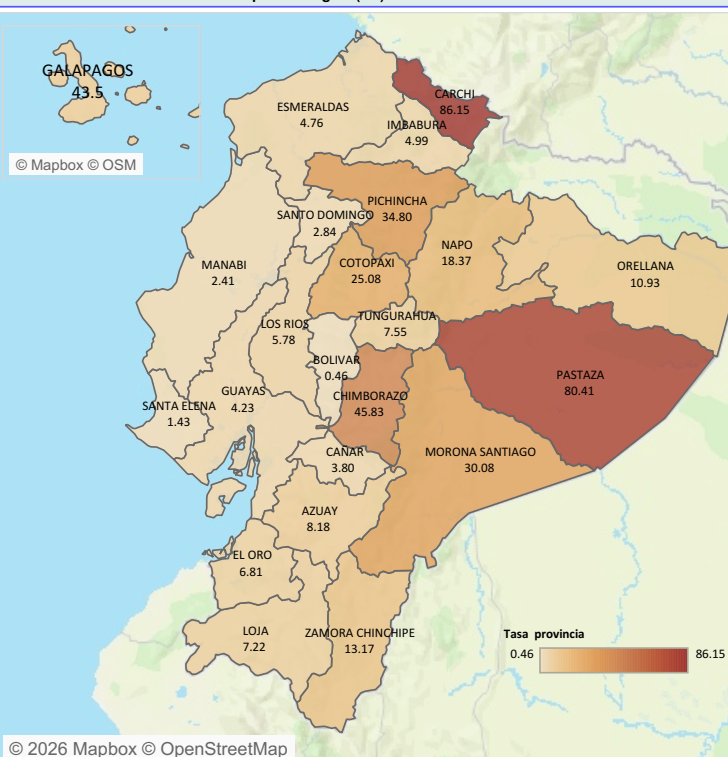 GALAPAGOS
43.5
© Mapbox © OSM
CARCHI
86.15
ESMERALDAS
4.76
IMBABURA
4.99
PICHINCHA
34.80
SANTO DOMINGO
2.84
NAPO
18.37
COTOPAXI
25.08
MANABI
2.41
ORELLANA
10.93
TUNGURAHUA
7.55
LOS RIOS
5.78
BOLIVAR
0.46
PASTAZA
80.41
GUAYAS
4.23
CHIMBORAZO
45.83
SANTA ELENA
1.43
CAÑAR
3.80
MORONA SANTIAGO
30.08
AZUAY
8.18
EL ORO
6.81
LOJA
7.22
ZAMORA CHINCHIPE
13.17
Tasa provincia
0.46 86.15
© 2026 Mapbox © OpenStreetMap